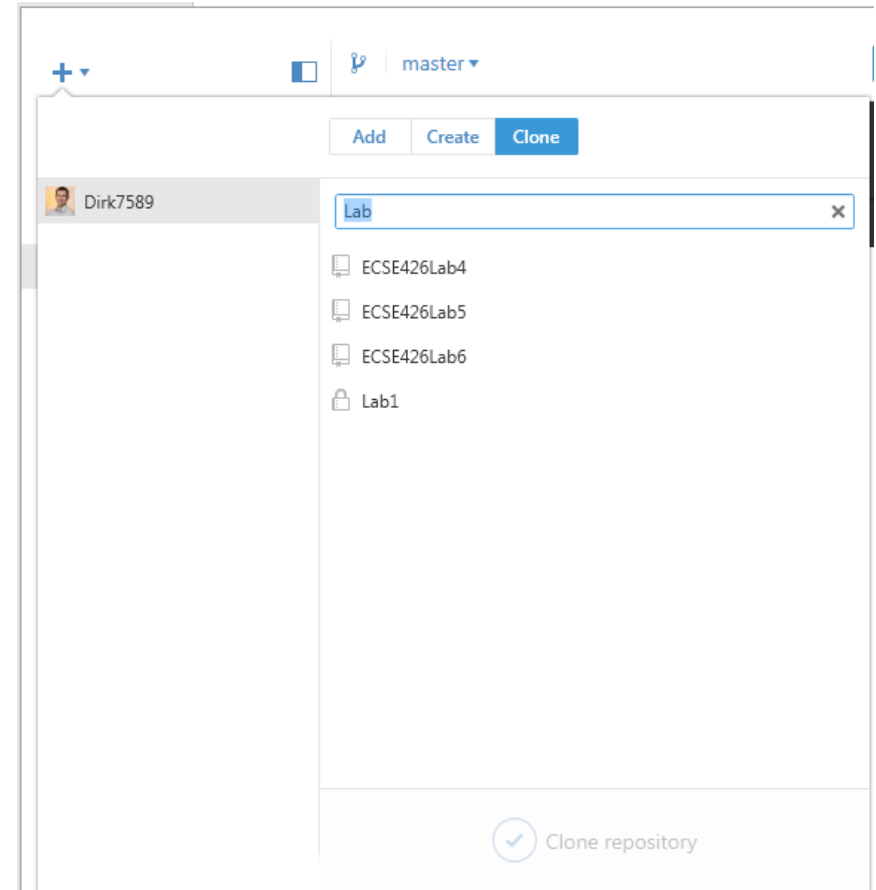 master
Add Create Clone
Dirk7589
Lab
ECSE426Lab4
ECSE426Lab5
ECSE426Lab6
Lab1
Clone repository